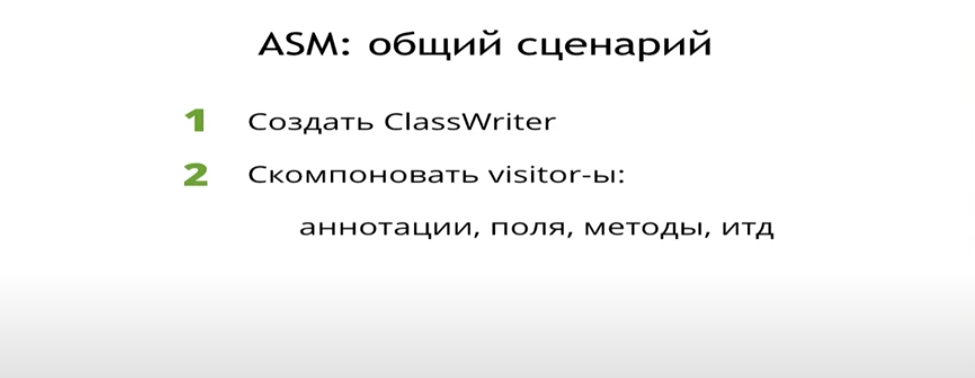 ASM: общий сценарий
1 Создать ClassWriter
2 Скомпоновать visitor-ы:
аннотации, поля, методы, итд